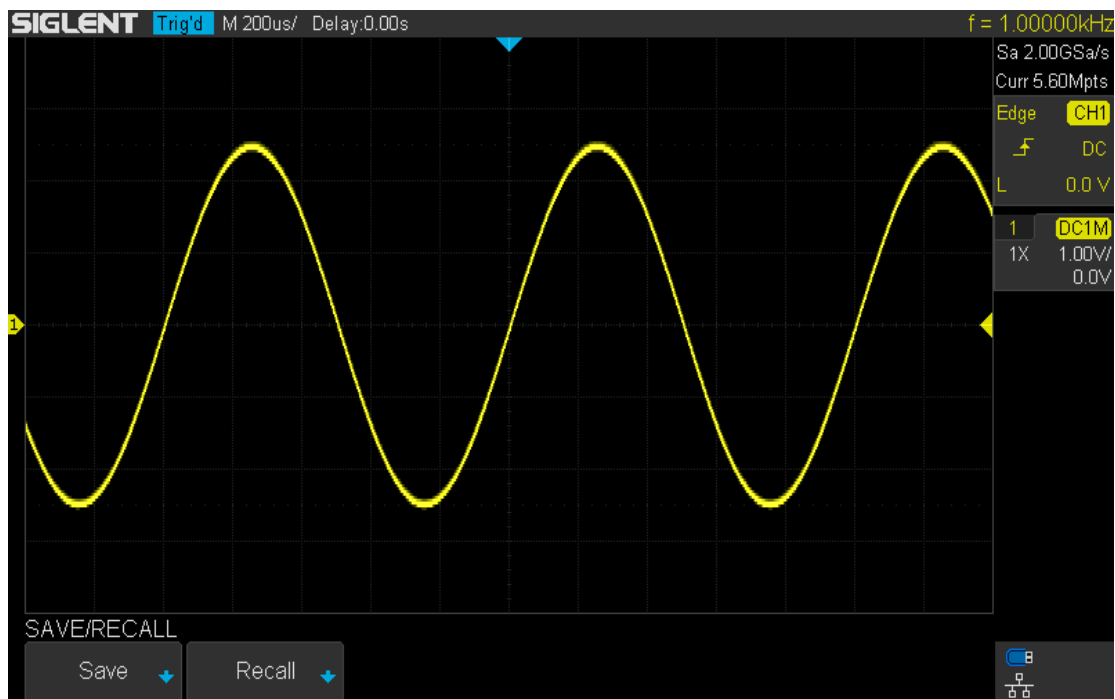 SIGLENT Trig'd M 200us/ Delay:0.00s f = 1.00000kHz
Sa 2.00GSa/s
Curr 5.60Mpts
Edge CH1
DC
L 0.0 V
1 DC1M
1X 1.00V/
0.0V
1
SAVE/RECALL
Save Recall